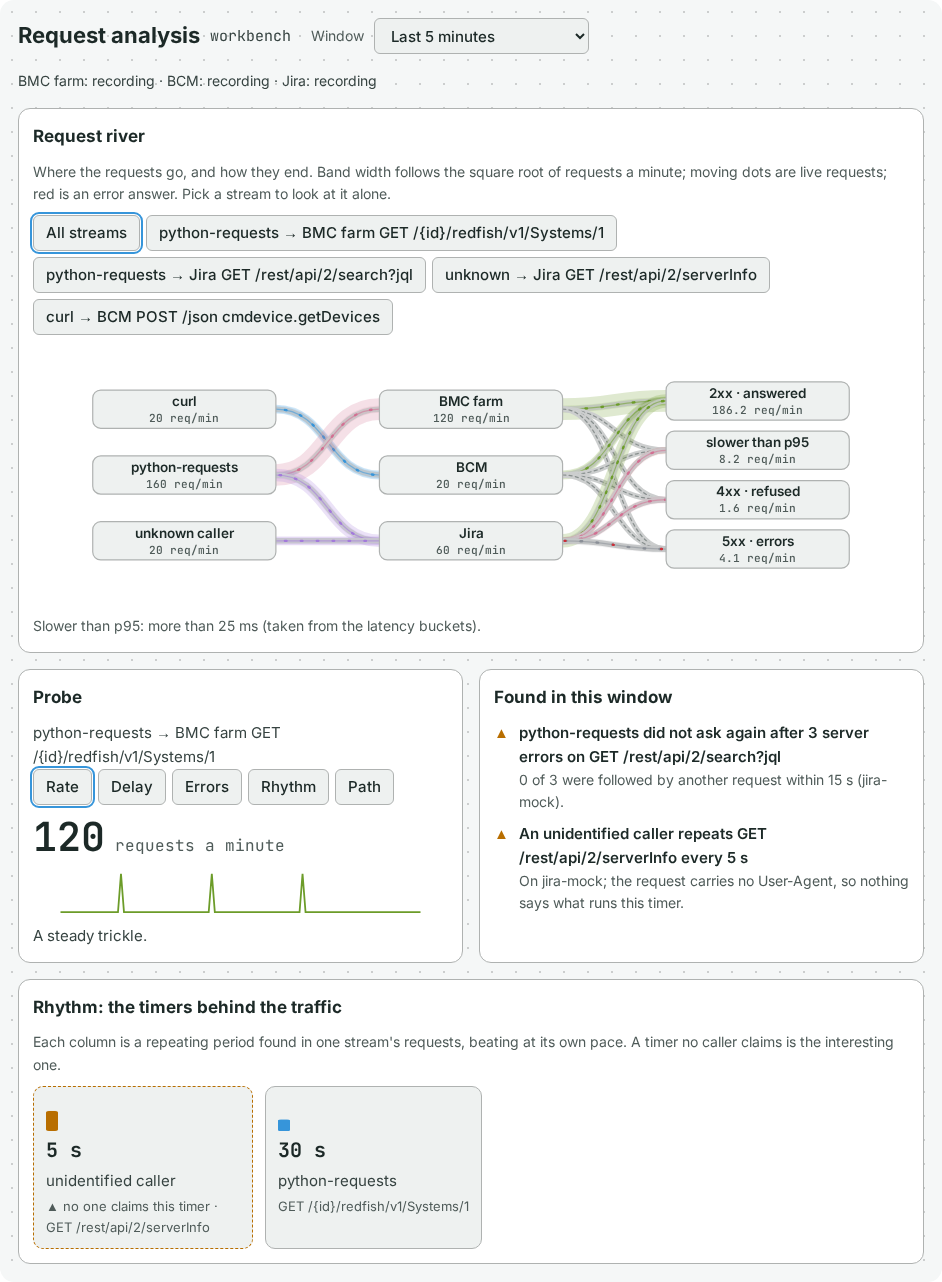 Request analysis workbench · Window Last 5 minutes
BMC farm: recording · BCM: recording · Jira: recording
Request river
Where the requests go, and how they end. Band width follows the square root of requests a minute; moving dots are live requests;
red is an error answer. Pick a stream to look at it alone.
All streams
python-requests → BMC farm GET /{id}/redfish/v1/Systems/1
python-requests → Jira GET /rest/api/2/search?jql
unknown → Jira GET /rest/api/2/serverInfo
curl → BCM POST /json cmdevice.getDevices
curl
20 req/min
python-requests
160 req/min
unknown caller
20 req/min
BMC farm
120 req/min
BCM
20 req/min
Jira
60 req/min
2xx · answered
186.2 req/min
slower than p95
8.2 req/min
4xx · refused
1.6 req/min
5xx · errors
4.1 req/min
Slower than p95: more than 25 ms (taken from the latency buckets).
Probe
python-requests → BMC farm GET
/{id}/redfish/v1/Systems/1
Rate Delay Errors Rhythm Path
120 requests a minute
A steady trickle.
Found in this window
▲ python-requests did not ask again after 3 server
errors on GET /rest/api/2/search?jql
0 of 3 were followed by another request within 15 s (jira-
mock).
▲ An unidentified caller repeats GET
/rest/api/2/serverInfo every 5 s
On jira-mock; the request carries no User-Agent, so nothing
says what runs this timer.
Rhythm: the timers behind the traffic
Each column is a repeating period found in one stream's requests, beating at its own pace. A timer no caller claims is the interesting
one.
5 s
unidentified caller
▲ no one claims this timer ·
GET /rest/api/2/serverInfo
30 s
python-requests
GET /{id}/redfish/v1/Systems/1